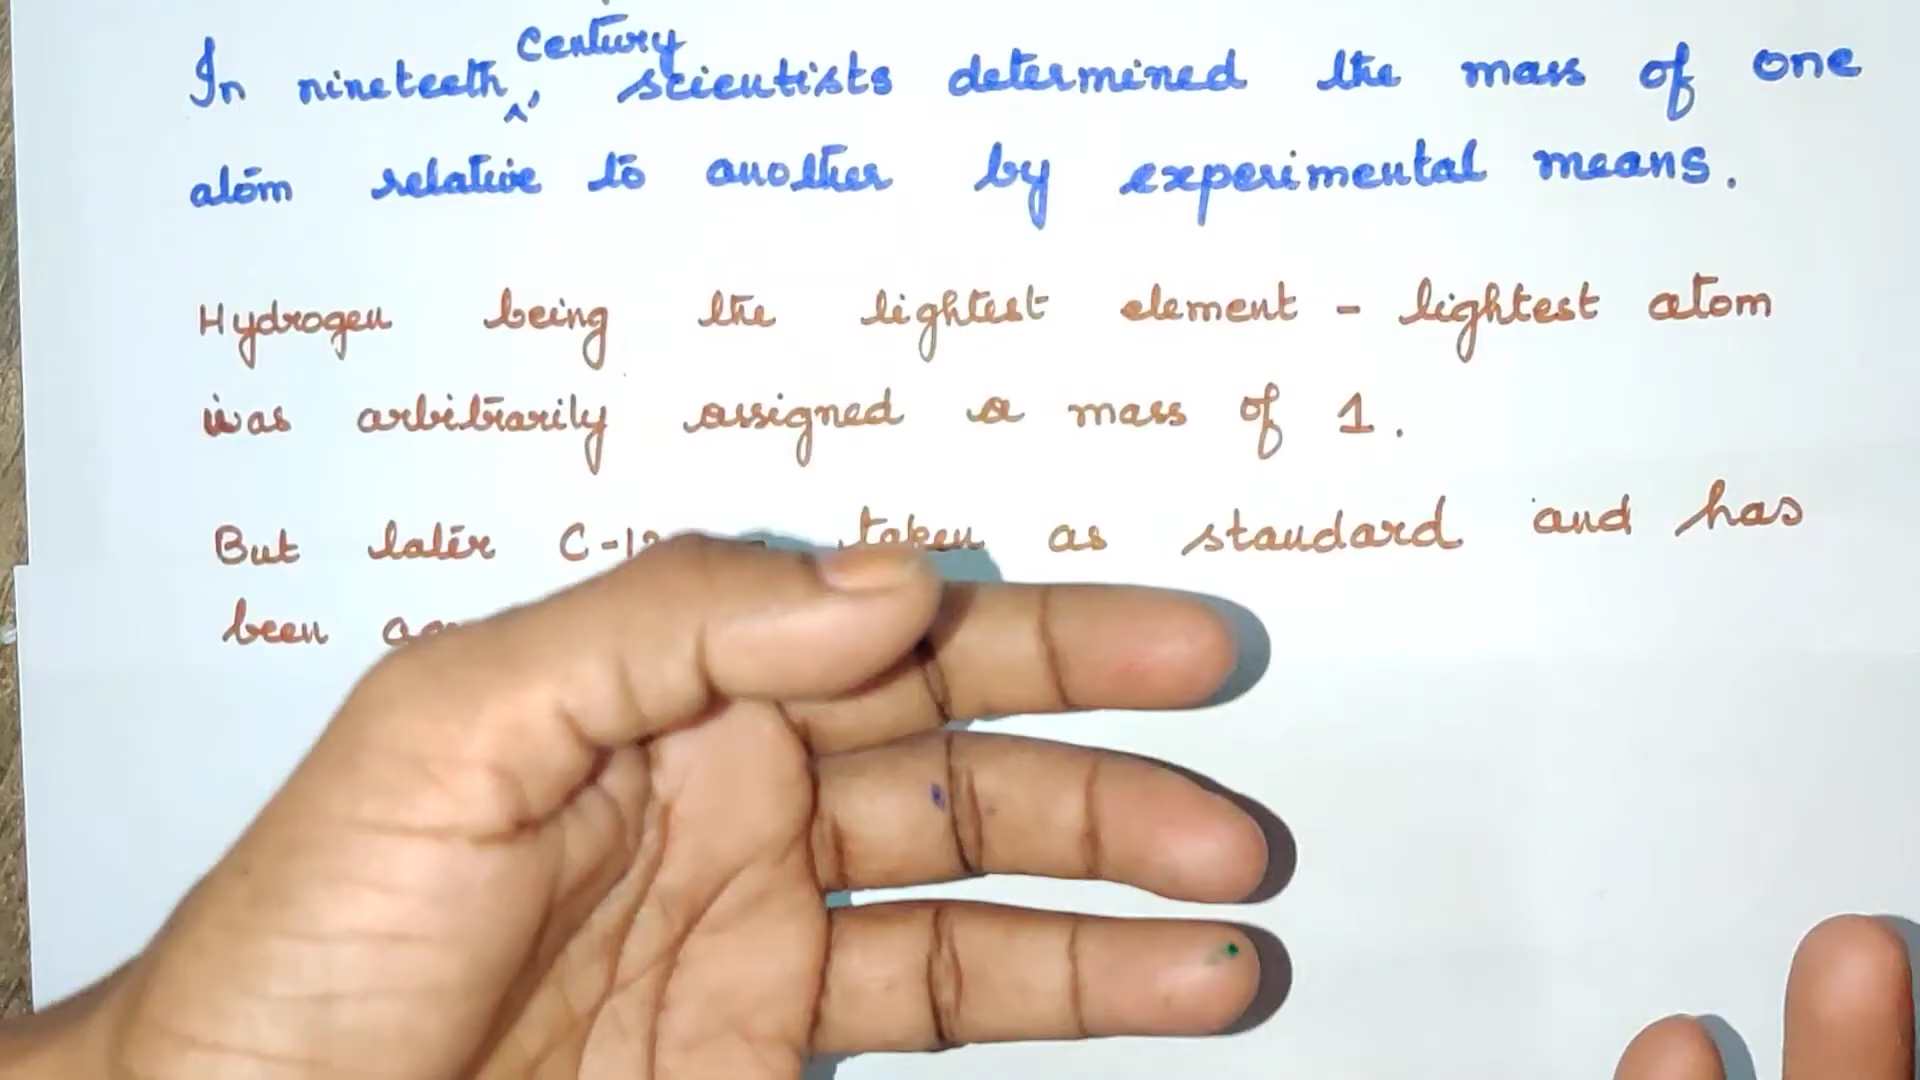 In nineteeth century, scientists determined the mass of one
atom relative to another by experimental means.
Hydrogen being the lightest element - lightest atom
was arbitrarily assigned a mass of 1.
But later C-12 taken as standard and has
been